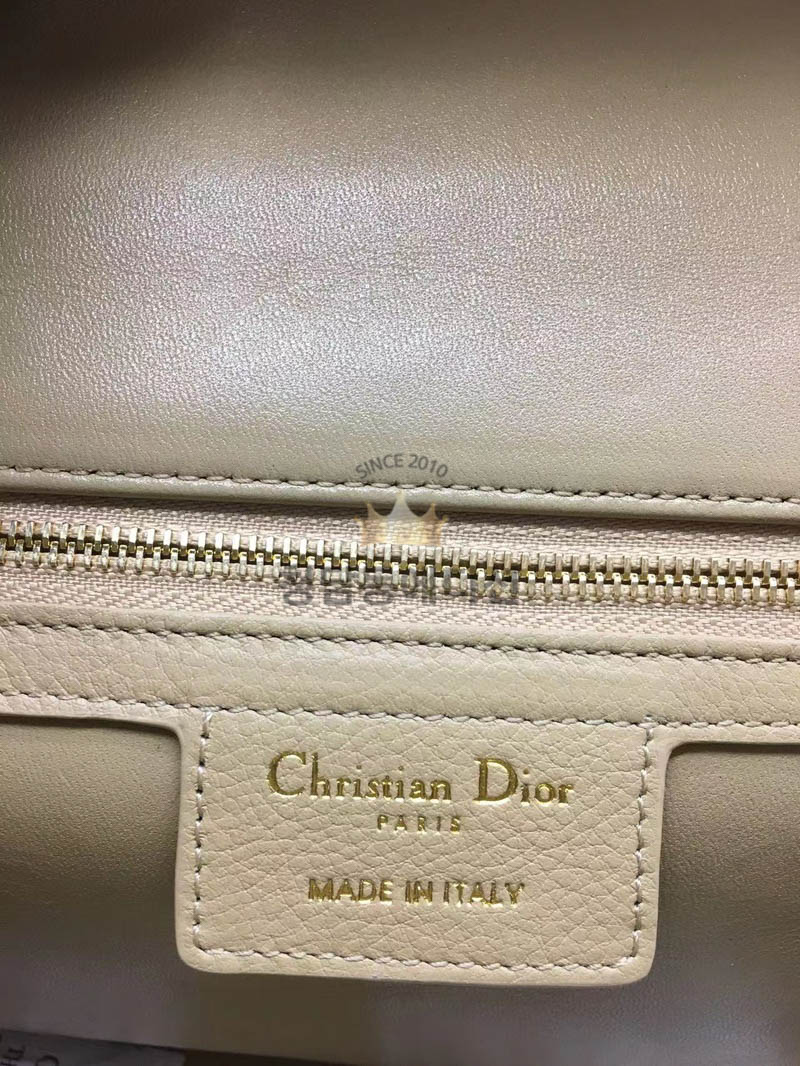 SINCE 2010
Christian Dior
PARIS
MADE IN ITALY